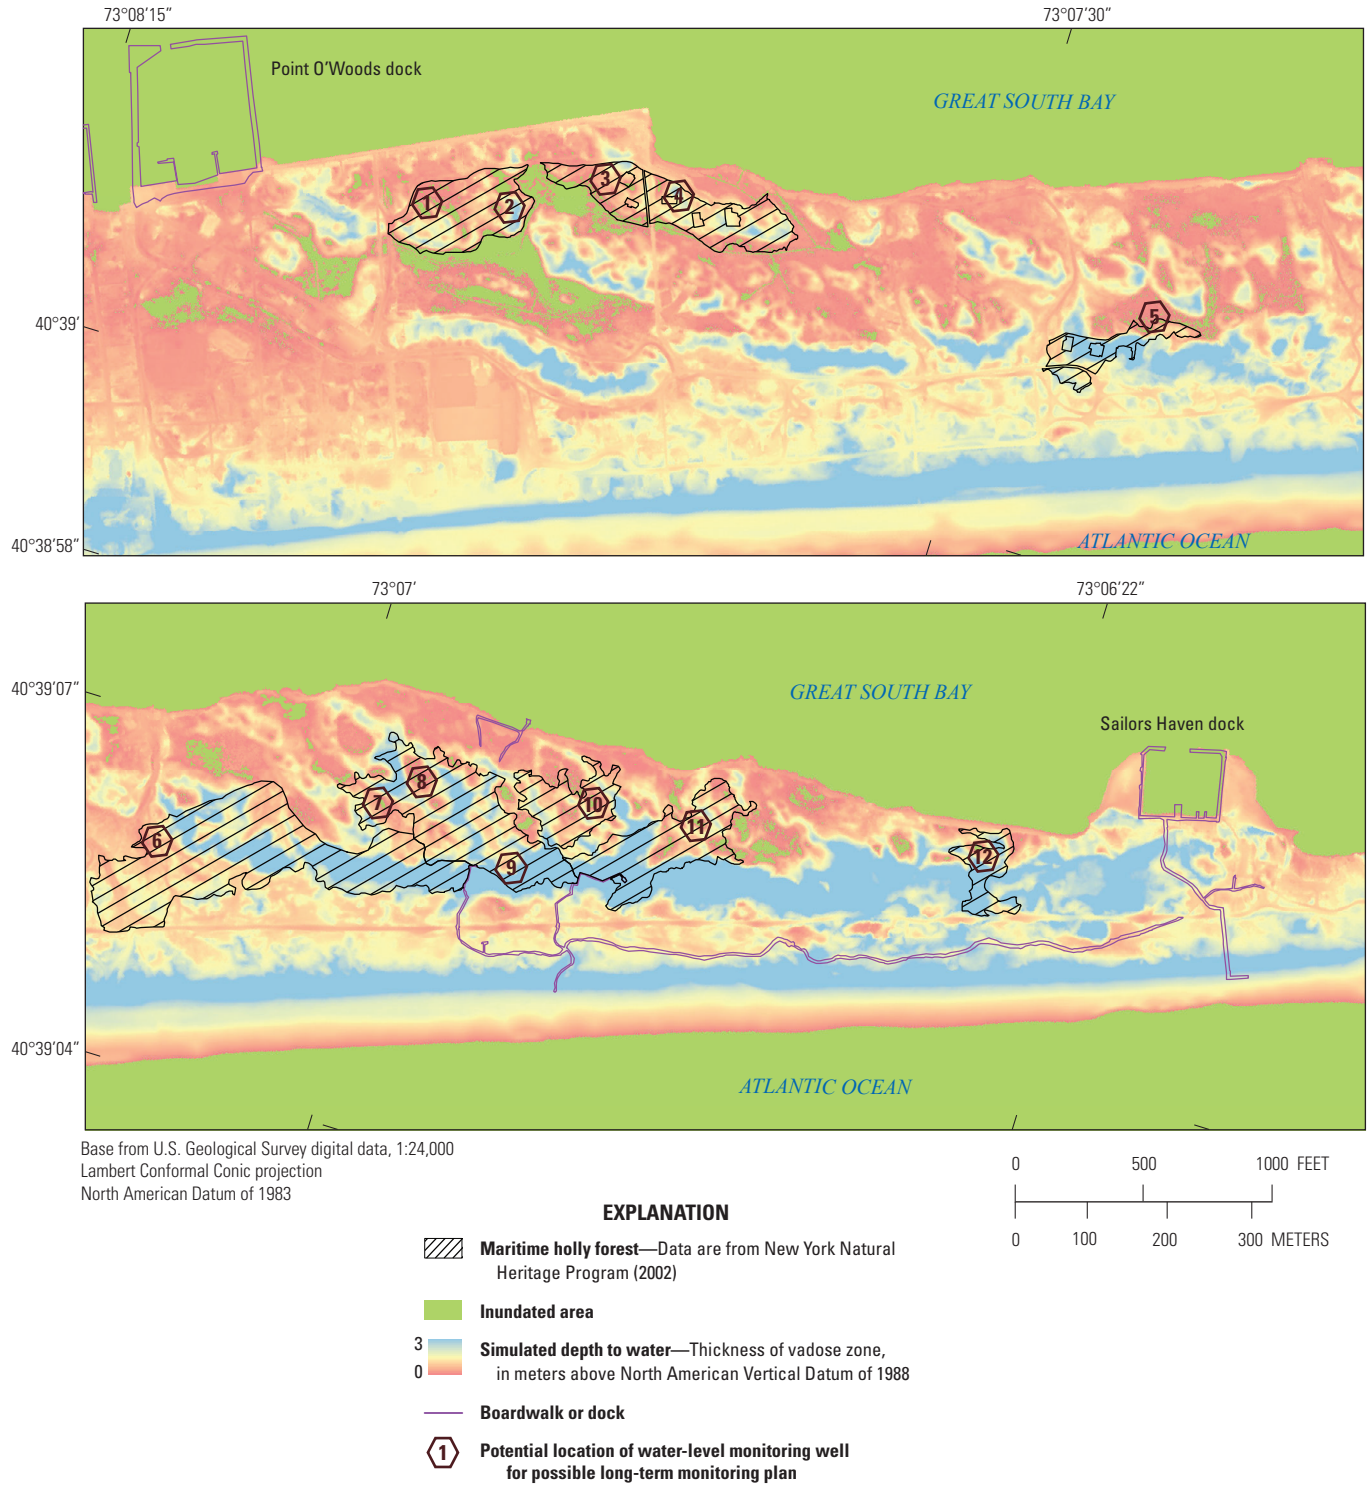 73°08′15″
73°07′30″
Point O'Woods dock
GREAT SOUTH BAY
1
2
3
4
5
40°39′
40°38′58″
ATLANTIC OCEAN
73°07′
73°06′22″
40°39′07″
GREAT SOUTH BAY
Sailors Haven dock
6
7
8
9
10
11
12
40°39′04″
ATLANTIC OCEAN
Base from U.S. Geological Survey digital data, 1:24,000
Lambert Conformal Conic projection
North American Datum of 1983
0 500 1000 FEET
0 100 200 300 METERS
EXPLANATION
Maritime holly forest—Data are from New York Natural
Heritage Program (2002)
Inundated area
3
0
Simulated depth to water—Thickness of vadose zone,
in meters above North American Vertical Datum of 1988
Boardwalk or dock
1
Potential location of water-level monitoring well
for possible long-term monitoring plan